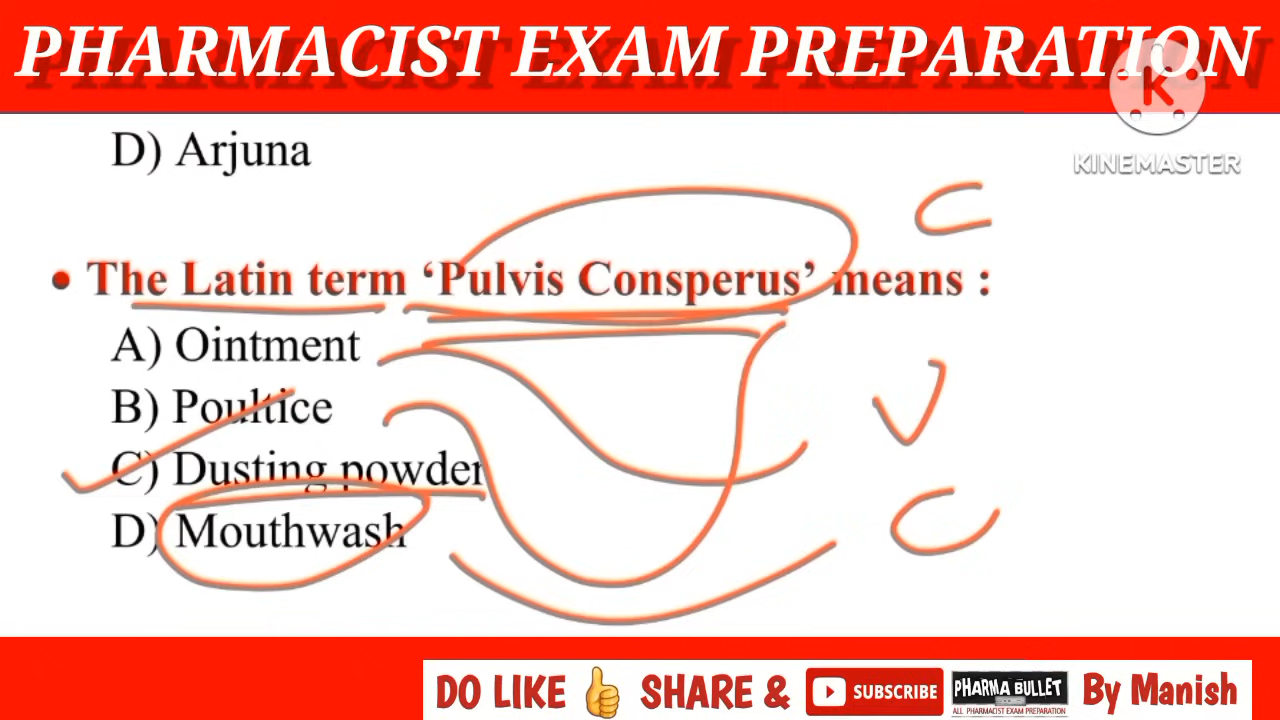 PHARMACIST EXAM PREPARATION
K
KINEMASTER
D) Arjuna
• The Latin term ‘Pulvis Consperus’ means :
A) Ointment
B) Poultice
C) Dusting powder
D) Mouthwash
DO LIKE 👍 SHARE & SUBSCRIBE PHARMA BULLET By Manish
ALL PHARMACIST EXAM PREPARATION